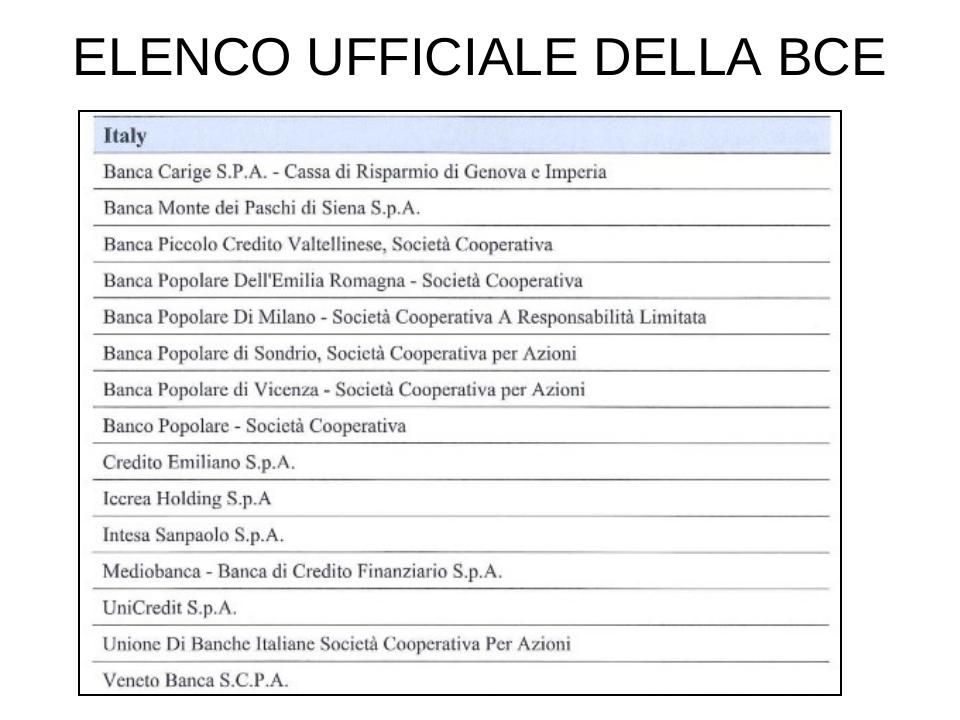 ELENCO UFFICIALE DELLA BCE
Italy
Banca Carige S.P.A. - Cassa di Risparmio di Genova e Imperia
Banca Monte dei Paschi di Siena S.p.A.
Banca Piccolo Credito Valtellinese, Società Cooperativa
Banca Popolare Dell'Emilia Romagna - Società Cooperativa
Banca Popolare Di Milano - Società Cooperativa A Responsabilità Limitata
Banca Popolare di Sondrio, Società Cooperativa per Azioni
Banca Popolare di Vicenza - Società Cooperativa per Azioni
Banco Popolare - Società Cooperativa
Credito Emiliano S.p.A.
Iccrea Holding S.p.A
Intesa Sanpaolo S.p.A.
Mediobanca - Banca di Credito Finanziario S.p.A.
UniCredit S.p.A.
Unione Di Banche Italiane Società Cooperativa Per Azioni
Veneto Banca S.C.P.A.